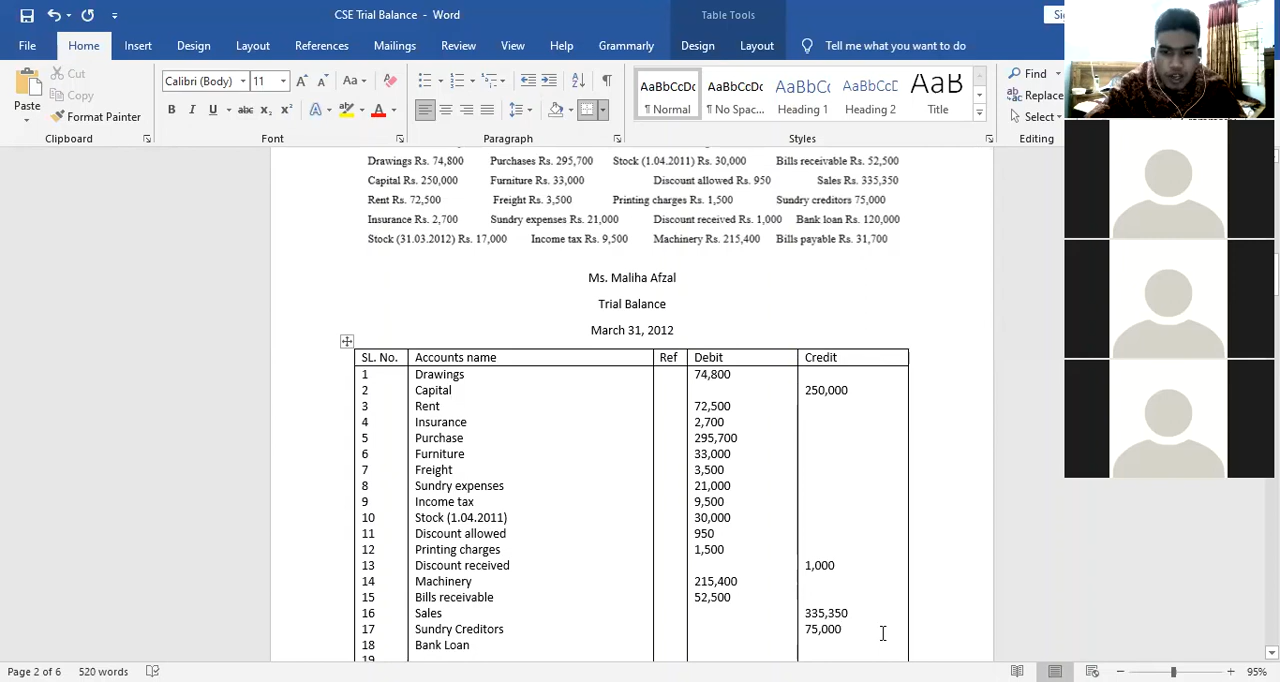 CSE Trial Balance - Word
Table Tools
File Home Insert Design Layout References Mailings Review View Help Grammarly Design Layout Tell me what you want to do
Cut
Copy
Format Painter
Paste
Calibri (Body) 11
Aa
B I U abc x₂ x² A A
AaBbCcDc AaBbCcDc AaBbCc AaBbCcD AaB
¶ Normal ¶ No Spac... Heading 1 Heading 2 Title
Find
Replace
Select
Clipboard Font Paragraph Styles Editing
Drawings Rs. 74,800 Purchases Rs. 295,700 Stock (1.04.2011) Rs. 30,000 Bills receivable Rs. 52,500
Capital Rs. 250,000 Furniture Rs. 33,000 Discount allowed Rs. 950 Sales Rs. 335,350
Rent Rs. 72,500 Freight Rs. 3,500 Printing charges Rs. 1,500 Sundry creditors 75,000
Insurance Rs. 2,700 Sundry expenses Rs. 21,000 Discount received Rs. 1,000 Bank loan Rs. 120,000
Stock (31.03.2012) Rs. 17,000 Income tax Rs. 9,500 Machinery Rs. 215,400 Bills payable Rs. 31,700
Ms. Maliha Afzal
Trial Balance
March 31, 2012
SL. No. Accounts name Ref Debit Credit
1 Drawings 74,800
2 Capital 250,000
3 Rent 72,500
4 Insurance 2,700
5 Purchase 295,700
6 Furniture 33,000
7 Freight 3,500
8 Sundry expenses 21,000
9 Income tax 9,500
10 Stock (1.04.2011) 30,000
11 Discount allowed 950
12 Printing charges 1,500
13 Discount received 1,000
14 Machinery 215,400
15 Bills receivable 52,500
16 Sales 335,350
17 Sundry Creditors 75,000
18 Bank Loan
19
Page 2 of 6 520 words 95%